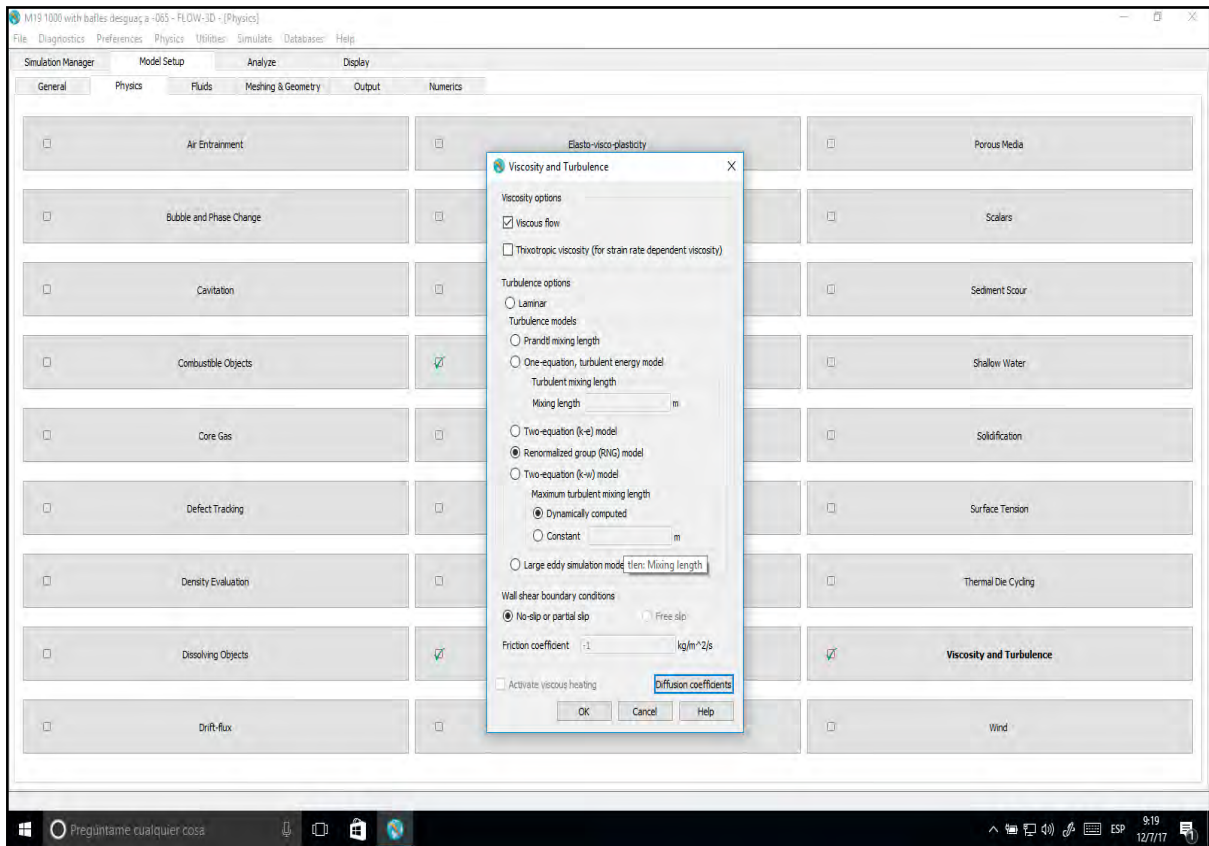 M19 1000 with bafles desguaç a -065 - FLOW-3D - [Physics]
File Diagnostics Preferences Physics Utilities Simulate Databases Help
Simulation Manager Model Setup Analyze Display
General Physics Fluids Meshing & Geometry Output Numerics
Air Entrainment Elasto-visco-plasticity Porous Media
Bubble and Phase Change Scalars
Cavitation Sediment Scour
Combustible Objects Shallow Water
Core Gas Solidification
Defect Tracking Surface Tension
Density Evaluation Thermal Die Cycling
Dissolving Objects Viscosity and Turbulence
Drift-flux Wind
Viscosity and Turbulence X
Viscosity options
Viscous flow
Thixotropic viscosity (for strain rate dependent viscosity)
Turbulence options
Laminar
Turbulence models
Prandtl mixing length
One-equation, turbulent energy model
Turbulent mixing length
Mixing length m
Two-equation (k-e) model
Renormalized group (RNG) model
Two-equation (k-w) model
Maximum turbulent mixing length
Dynamically computed
Constant m
Large eddy simulation mode tlen: Mixing length
Wall shear boundary conditions
No-slip or partial slip Free slip
Friction coefficient -1 kg/m^2/s
Activate viscous heating Diffusion coefficients
OK Cancel Help
Pregúntame cualquier cosa
ESP 9:19
12/7/17
1